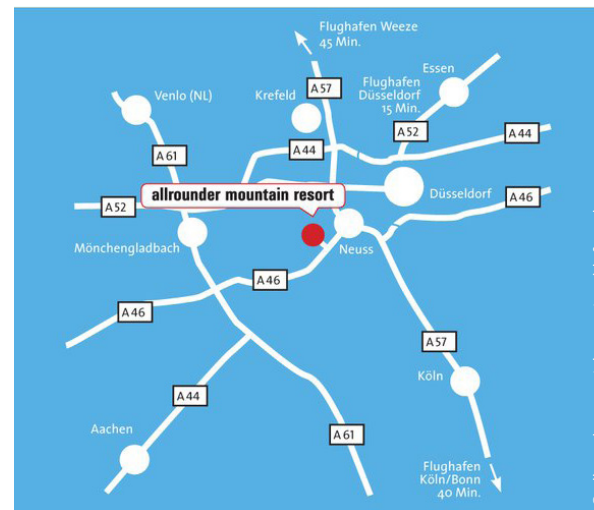 Flughafen Weeze
45 Min.
Essen
A57
Flughafen
Düsseldorf
15 Min.
Venlo (NL)
Krefeld
A52
A44
A44
A61
allrounder mountain resort
Düsseldorf
A46
A52
Mönchengladbach
Neuss
A46
A46
A57
Köln
A44
Aachen
A61
Flughafen
Köln/Bonn
40 Min.